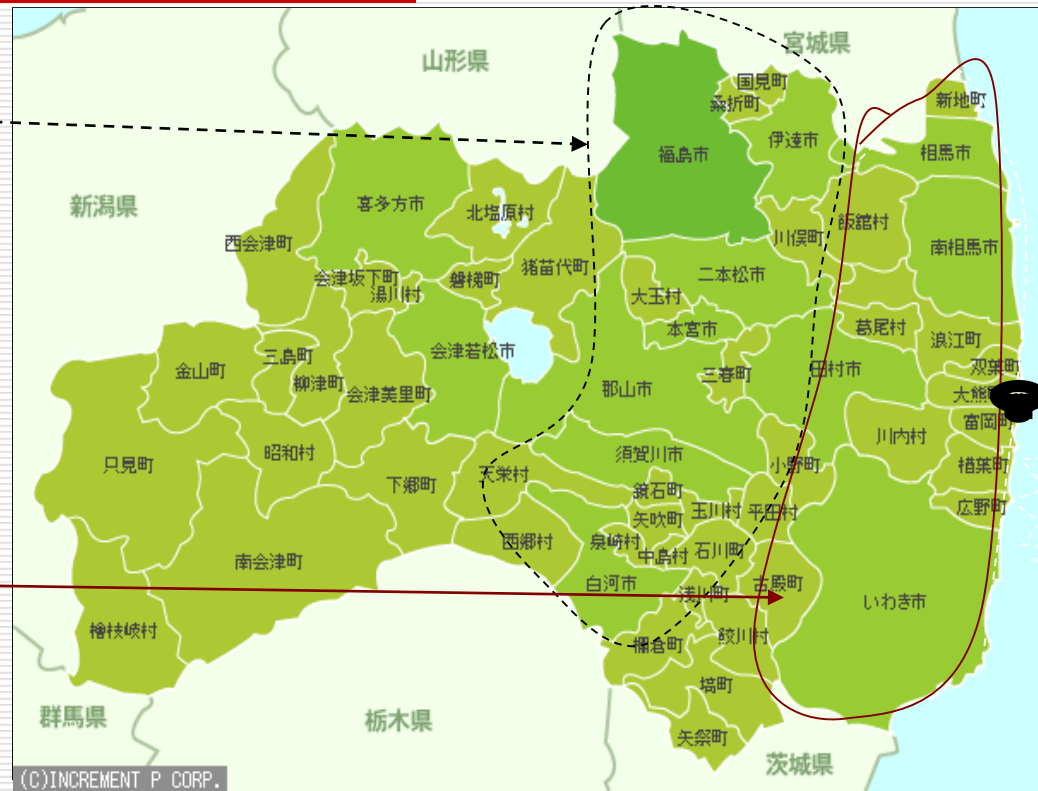 宮城県
山形県
国見町
桑折町
新地町
伊達市
相馬市
福島市
喜多方市
新潟県
北塩原村
飯舘村
川俣町
西会津町
南相馬市
猪苗代町
二本松市
会津坂下町
磐梯町
湯川村
大玉村
本宮市
葛尾村
浪江町
会津若松市
三島町
田村市
双葉町
金山町
三春町
柳津町
郡山市
会津美里町
大熊
富岡町
川内村
昭和村
須賀川市
只見町
小野町
楢葉町
天栄村
下郷町
鏡石町
広野町
玉川村
平田村
矢吹町
西郷村
泉崎村
石川町
中島村
南会津町
白河市
古殿町
浅川町
いわき市
檜枝岐村
鮫川村
棚倉町
塙町
群馬県
栃木県
矢祭町
茨城県
(C)INCREMENT P CORP.